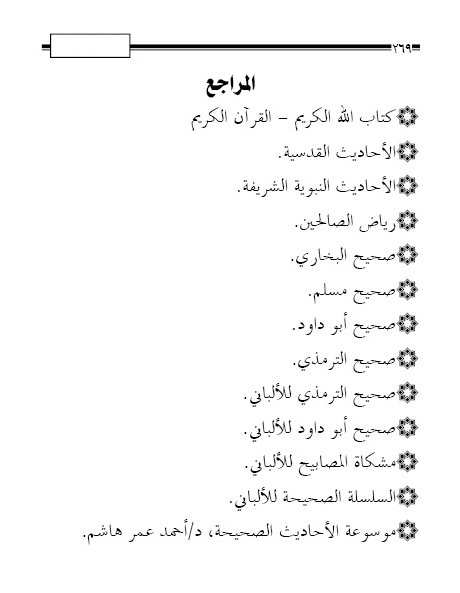 ٢٦٩
المراجع
كتاب الله الكريم – القرآن الكريم
الأحاديث القدسية.
الأحاديث النبوية الشريفة.
رياض الصالحين.
صحيح البخاري.
صحيح مسلم.
صحيح أبو داود.
صحيح الترمذي.
صحيح الترمذي للألباني.
صحيح أبو داود للألباني.
مشكاة المصابيح للألباني.
السلسلة الصحيحة للألباني.
موسوعة الأحاديث الصحيحة، د/أحمد عمر هاشم.